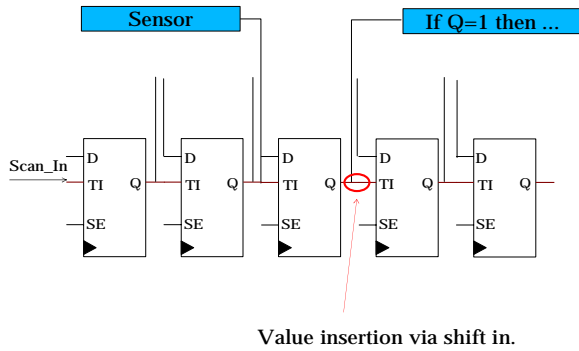 Sensor
If Q=1 then ...
Scan_In
D
D
D
D
D
TI
Q
TI
Q
TI
Q
TI
Q
TI
Q
SE
SE
SE
SE
SE
Value insertion via shift in.